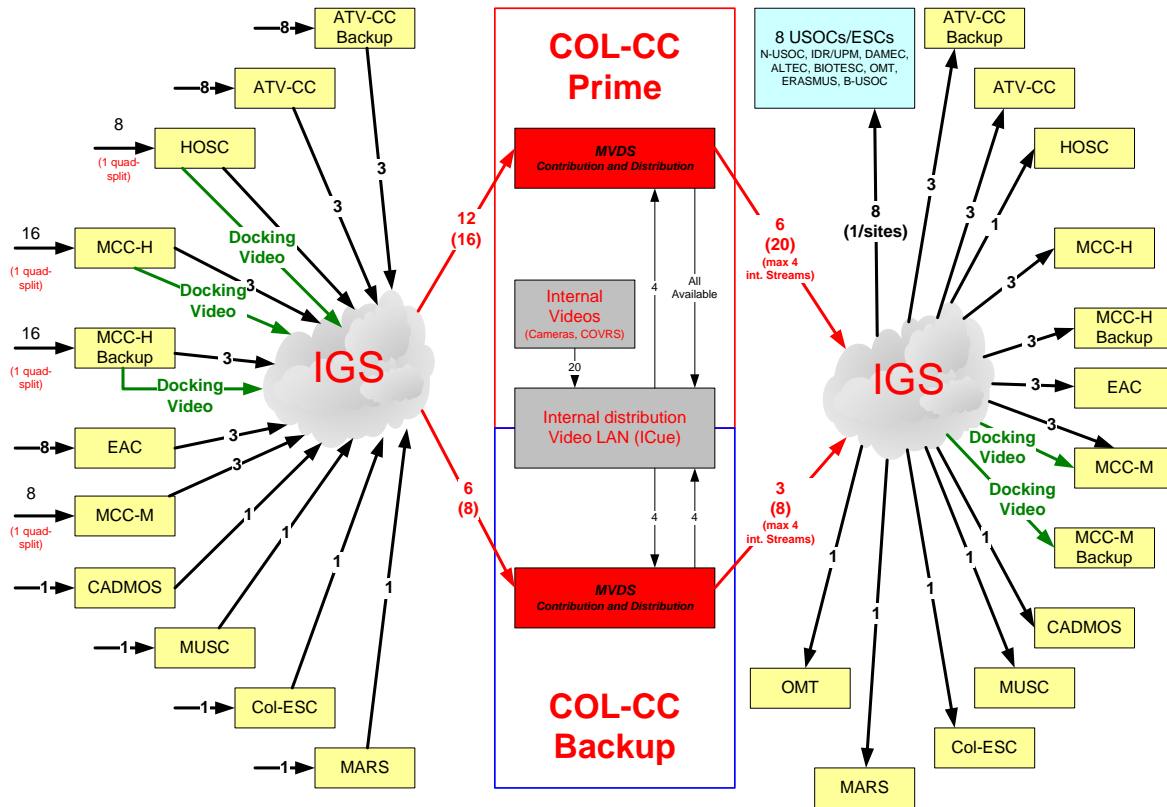 8
ATV-CC
Backup
8
ATV-CC
8
(1 quad-
split)
HOSC
16
(1 quad-
split)
MCC-H
16
(1 quad-
split)
MCC-H
Backup
8
EAC
8
(1 quad-
split)
MCC-M
1
CADMOS
1
MUSC
1
Col-ESC
1
MARS
3
3
3
Docking
Video
3
Docking
Video
3
Docking
Video
3
3
1
1
1
1
IGS
12
(16)
6
(8)
COL-CC
Prime
MVDS
Contribution and Distribution
4
All
Available
Internal
Videos
(Cameras, COVRS)
20
Internal distribution
Video LAN (ICue)
4
4
MVDS
Contribution and Distribution
COL-CC
Backup
6
(20)
(max 4
int. Streams)
3
(8)
(max 4
int. Streams)
IGS
8 USOCs/ESCs
N-USOC, IDR/UPM, DAMEC,
ALTEC, BIOTESC, OMT,
ERASMUS, B-USOC
8
(1/sites)
ATV-CC
Backup
3
ATV-CC
3
HOSC
1
MCC-H
3
MCC-H
Backup
3
EAC
3
MCC-M
3
Docking
Video
MCC-M
Backup
Docking
Video
CADMOS
1
MUSC
1
Col-ESC
1
MARS
1
OMT
1